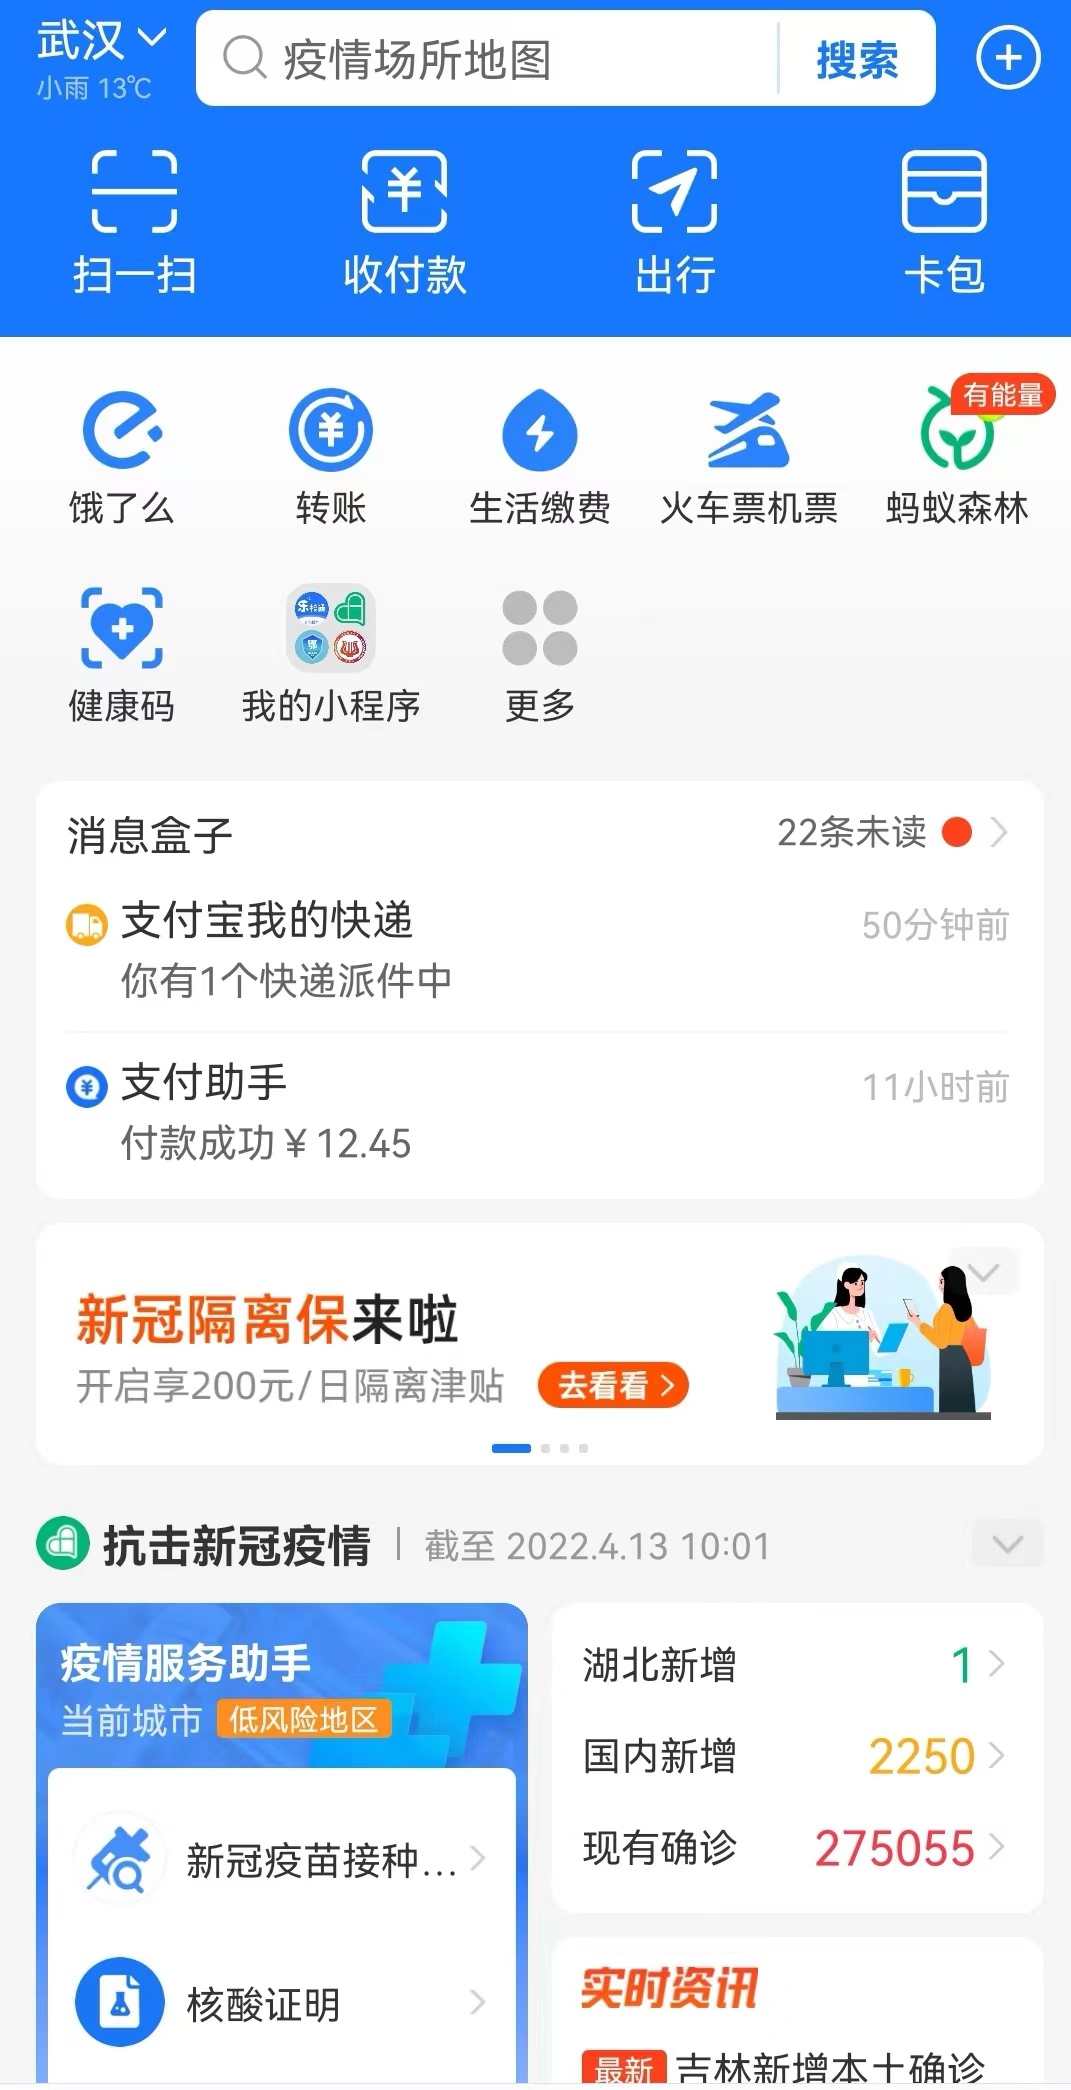 武汉
小雨 13℃
疫情场所地图
搜索
扫一扫
收付款
出行
卡包
有能量
饿了么
转账
生活缴费
火车票机票
蚂蚁森林
健康码
我的小程序
更多
消息盒子
22条未读
支付宝我的快递
50分钟前
你有1个快递派件中
支付助手
11小时前
付款成功￥12.45
新冠隔离保来啦
开启享200元/日隔离津贴
去看看
抗击新冠疫情
截至 2022.4.13 10:01
疫情服务助手
当前城市 低风险地区
新冠疫苗接种...
核酸证明
湖北新增 1
国内新增 2250
现有确诊 275055
实时资讯
最新 吉林新增本土确诊